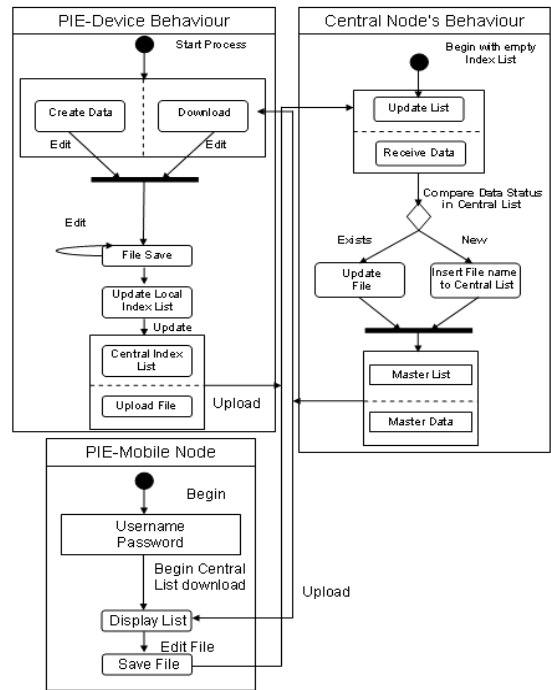 PIE-Device Behaviour
Start Process
Create Data
Download
Edit
Edit
Edit
File Save
Update Local
Index List
Update
Central Index
List
Upload File
Upload
Central Node's Behaviour
Begin with empty
Index List
Update List
Receive Data
Compare Data Status
in Central List
Exists
New
Update
File
Insert File name
to Central List
Master List
Master Data
PIE-Mobile Node
Begin
Username
Password
Begin Central
List download
Display List
Edit File
Save File
Upload